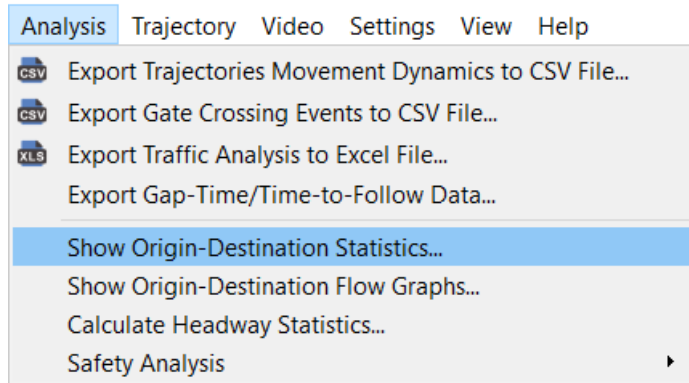 Analysis Trajectory Video Settings View Help
CSV Export Trajectories Movement Dynamics to CSV File...
CSV Export Gate Crossing Events to CSV File...
XLS Export Traffic Analysis to Excel File...
Export Gap-Time/Time-to-Follow Data...
Show Origin-Destination Statistics...
Show Origin-Destination Flow Graphs...
Calculate Headway Statistics...
Safety Analysis